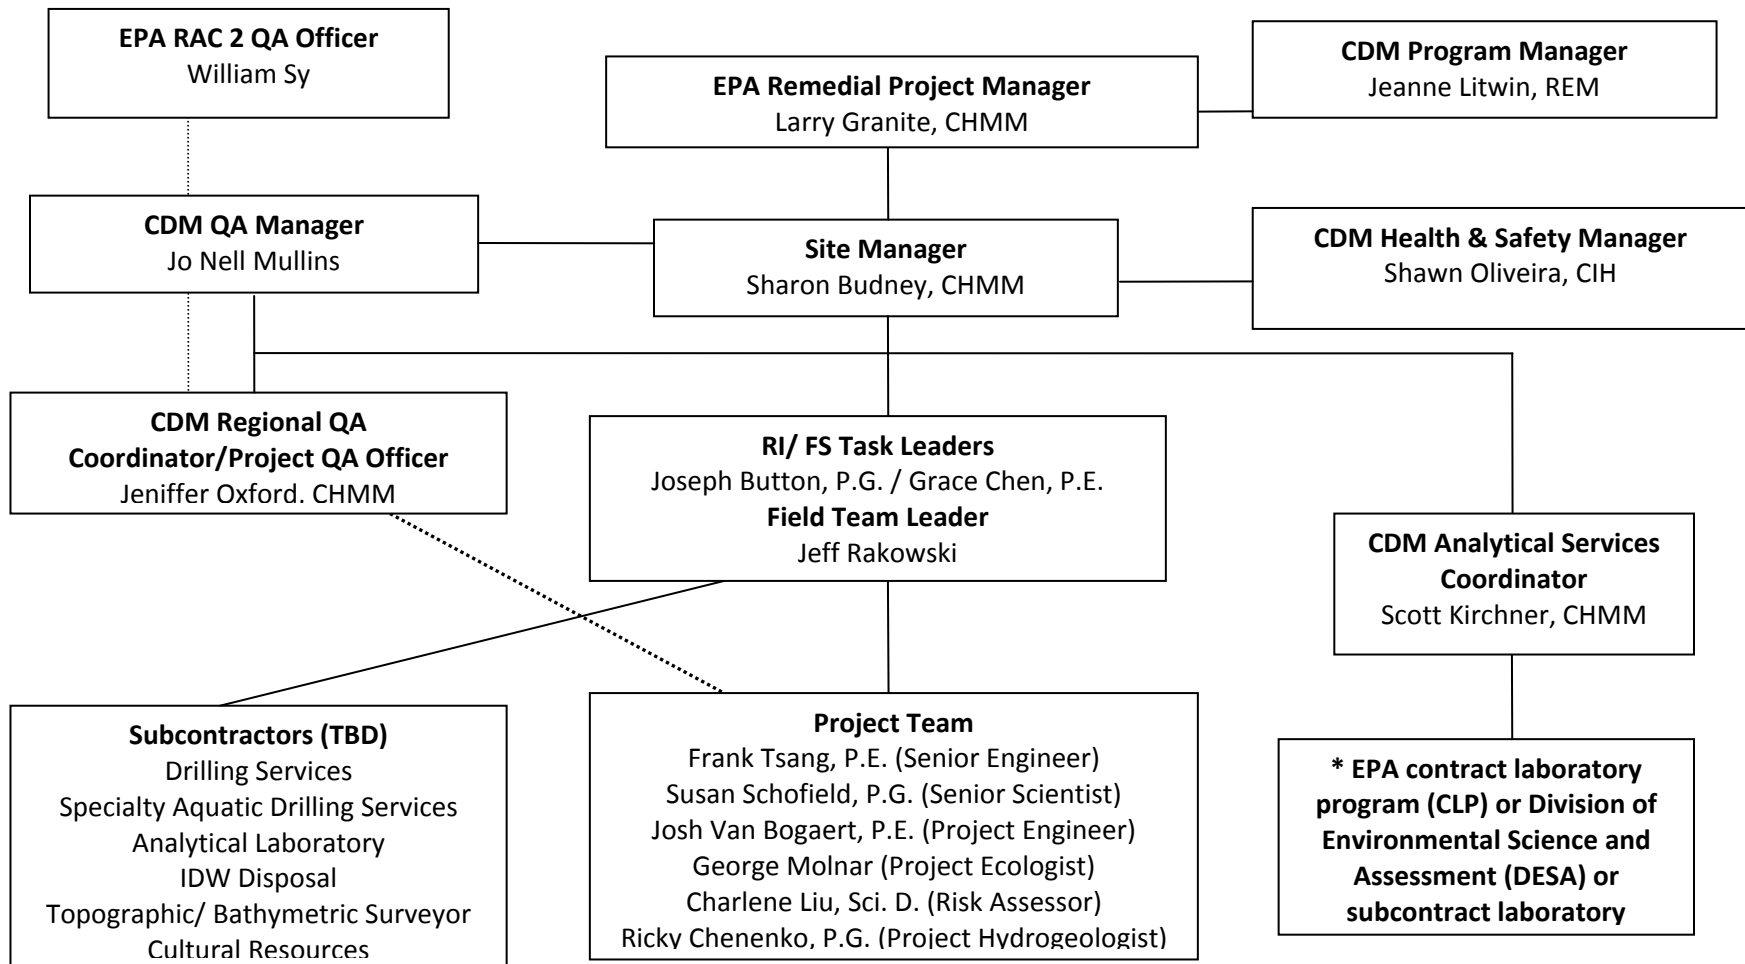 EPA RAC 2 QA Officer
William Sy
EPA Remedial Project Manager
Larry Granite, CHMM
CDM Program Manager
Jeanne Litwin, REM
CDM QA Manager
Jo Nell Mullins
Site Manager
Sharon Budney, CHMM
CDM Health & Safety Manager
Shawn Oliveira, CIH
CDM Regional QA
Coordinator/Project QA Officer
Jeniffer Oxford. CHMM
RI/ FS Task Leaders
Joseph Button, P.G. / Grace Chen, P.E.
Field Team Leader
Jeff Rakowski
CDM Analytical Services
Coordinator
Scott Kirchner, CHMM
Subcontractors (TBD)
Drilling Services
Specialty Aquatic Drilling Services
Analytical Laboratory
IDW Disposal
Topographic/ Bathymetric Surveyor
Cultural Resources
Project Team
Frank Tsang, P.E. (Senior Engineer)
Susan Schofield, P.G. (Senior Scientist)
Josh Van Bogaert, P.E. (Project Engineer)
George Molnar (Project Ecologist)
Charlene Liu, Sci. D. (Risk Assessor)
Ricky Chenenko, P.G. (Project Hydrogeologist)
* EPA contract laboratory
program (CLP) or Division of
Environmental Science and
Assessment (DESA) or
subcontract laboratory